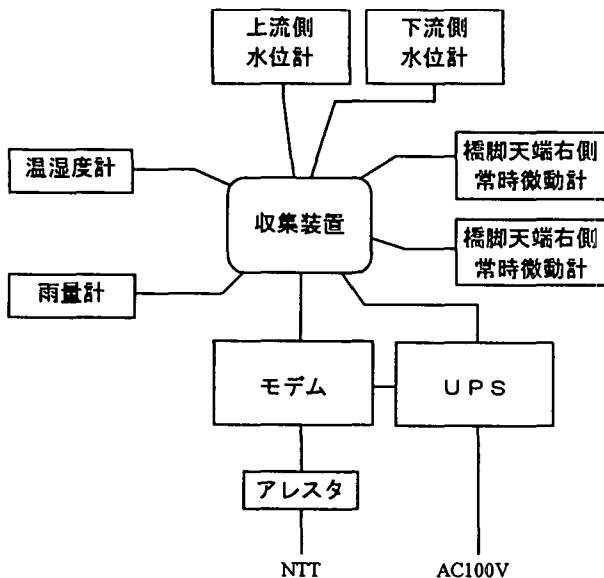 上流側
水位計
下流側
水位計
温湿度計
橋脚天端右側
常時微動計
収集装置
橋脚天端右側
常時微動計
雨量計
モデム
ＵＰＳ
アレスタ
NTT
AC100V